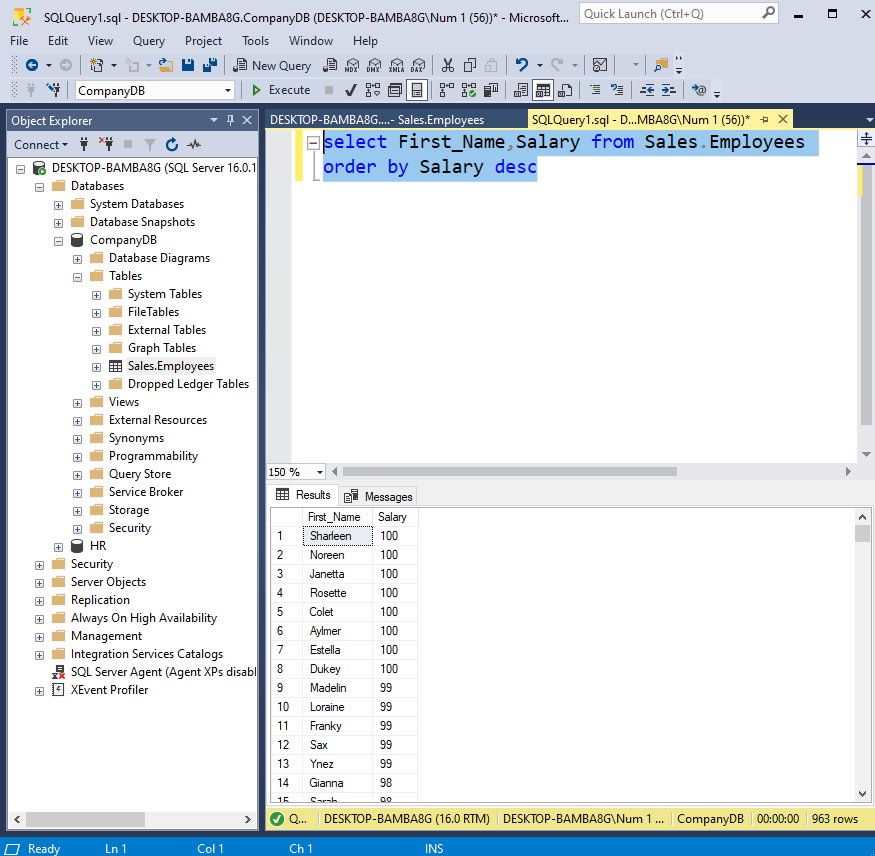 SQLQuery1.sql - DESKTOP-BAMBA8G.CompanyDB (DESKTOP-BAMBA8G\Num 1 (56))* - Microsoft...
Quick Launch (Ctrl+Q)
File Edit View Query Project Tools Window Help
New Query MDX DMX XMLA DAX
CompanyDB Execute
Object Explorer
Connect
DESKTOP-BAMBA8G (SQL Server 16.0.1
Databases
System Databases
Database Snapshots
CompanyDB
Database Diagrams
Tables
System Tables
FileTables
External Tables
Graph Tables
Sales.Employees
Dropped Ledger Tables
Views
External Resources
Synonyms
Programmability
Query Store
Service Broker
Storage
Security
HR
Security
Server Objects
Replication
Always On High Availability
Management
Integration Services Catalogs
SQL Server Agent (Agent XPs disabl
XEvent Profiler
DESKTOP-BAMBA8G....- Sales.Employees
SQLQuery1.sql - D...MBA8G\Num 1 (56))*
select First_Name,Salary from Sales.Employees
order by Salary desc
150 %
Results Messages
First_Name Salary
1 Sharleen 100
2 Noreen 100
3 Janetta 100
4 Rosette 100
5 Colet 100
6 Aylmer 100
7 Estella 100
8 Dukey 100
9 Madelin 99
10 Loraine 99
11 Franky 99
12 Sax 99
13 Ynez 99
14 Gianna 98
15 Sarah 98
Q... DESKTOP-BAMBA8G (16.0 RTM) DESKTOP-BAMBA8G\Num 1 ... CompanyDB 00:00:00 963 rows
Ready Ln 1 Col 1 Ch 1 INS